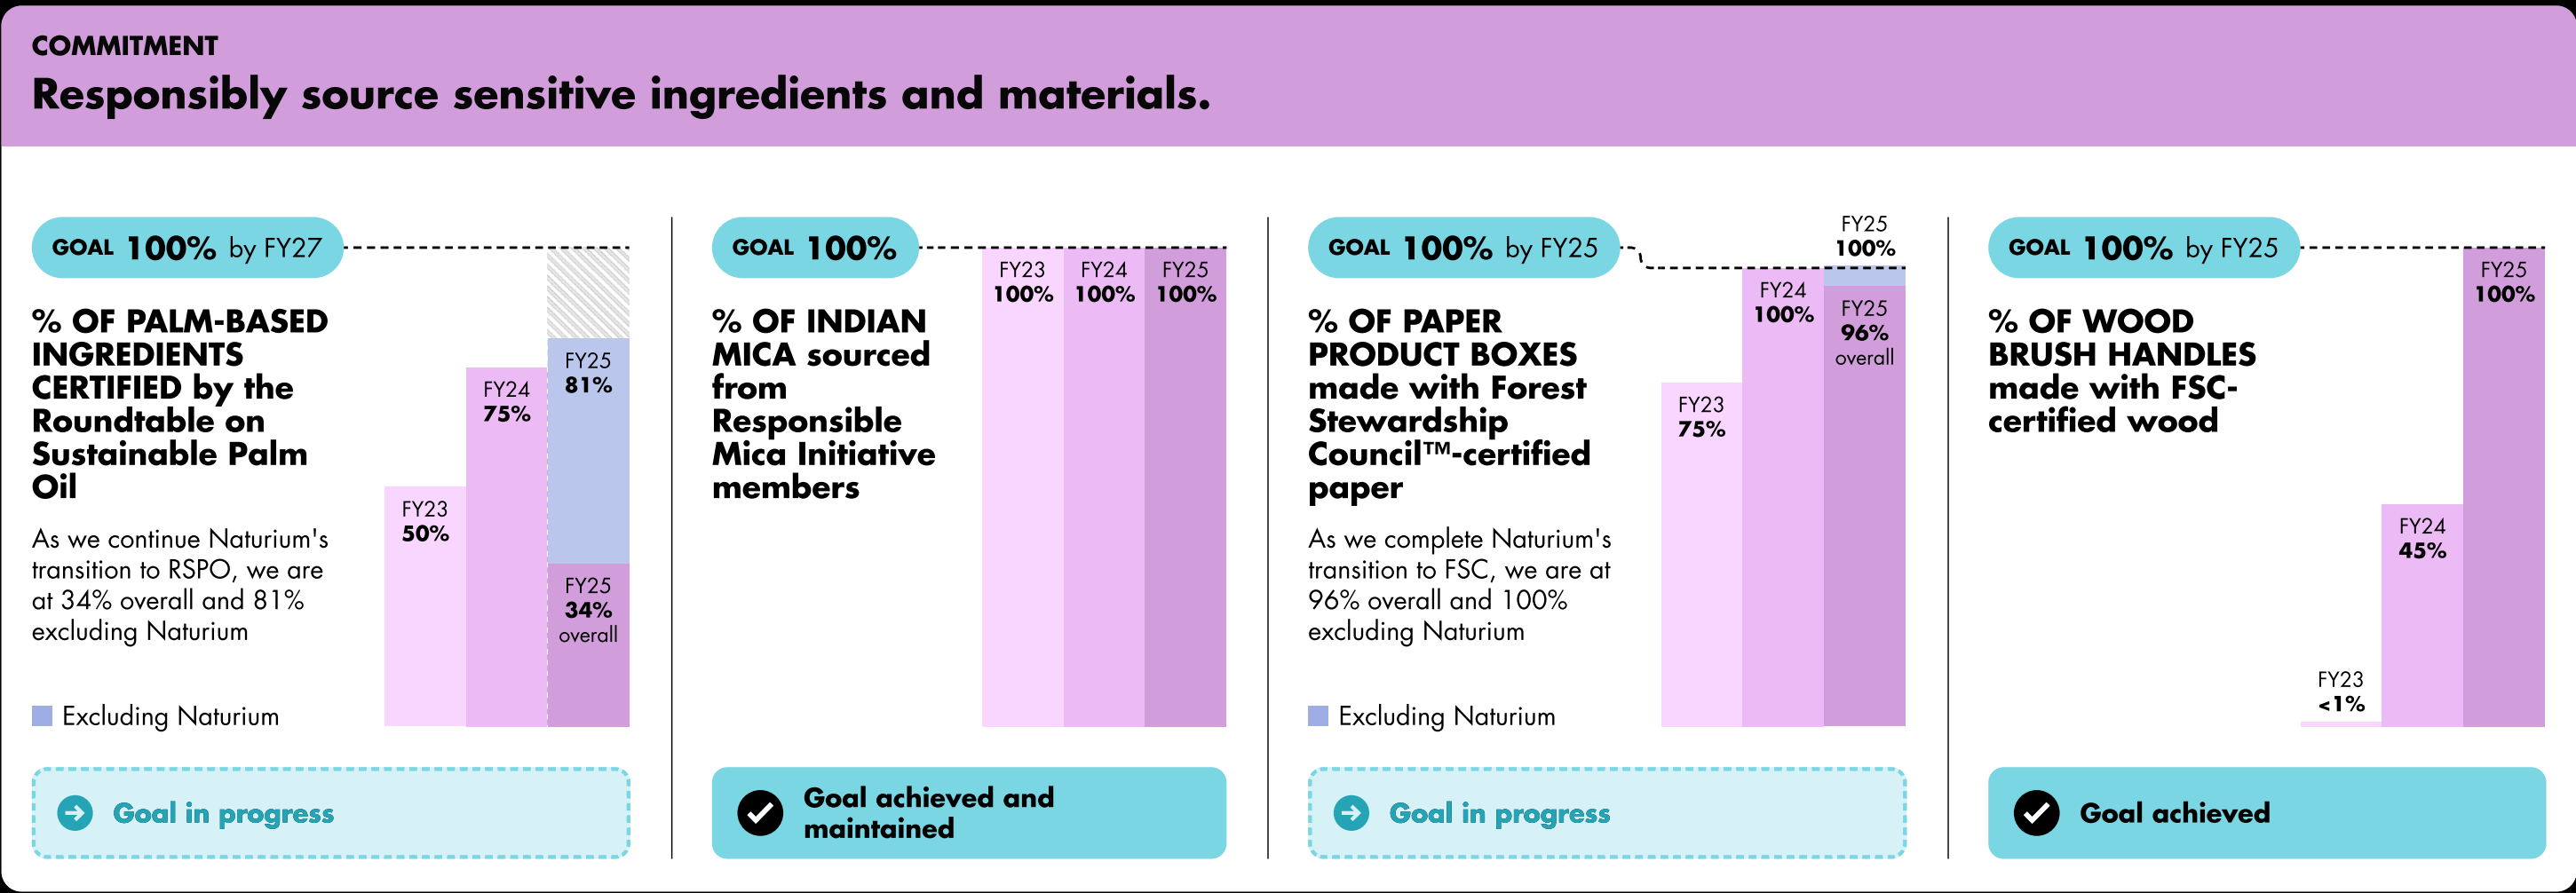 COMMITMENT
Responsibly source sensitive ingredients and materials.
GOAL 100% by FY27
% OF PALM-BASED
INGREDIENTS
CERTIFIED by the
Roundtable on
Sustainable Palm
Oil
As we continue Naturium's
transition to RSPO, we are
at 34% overall and 81%
excluding Naturium
Excluding Naturium
FY23
50%
FY24
75%
FY25
81%
FY25
34%
overall
Goal in progress
GOAL 100%
% OF INDIAN
MICA sourced
from
Responsible
Mica Initiative
members
FY23
100%
FY24
100%
FY25
100%
Goal achieved and
maintained
GOAL 100% by FY25
% OF PAPER
PRODUCT BOXES
made with Forest
Stewardship
Council™-certified
paper
As we complete Naturium's
transition to FSC, we are at
96% overall and 100%
excluding Naturium
Excluding Naturium
FY23
75%
FY24
100%
FY25
100%
FY25
96%
overall
Goal in progress
GOAL 100% by FY25
% OF WOOD
BRUSH HANDLES
made with FSC-
certified wood
FY23
<1%
FY24
45%
FY25
100%
Goal achieved